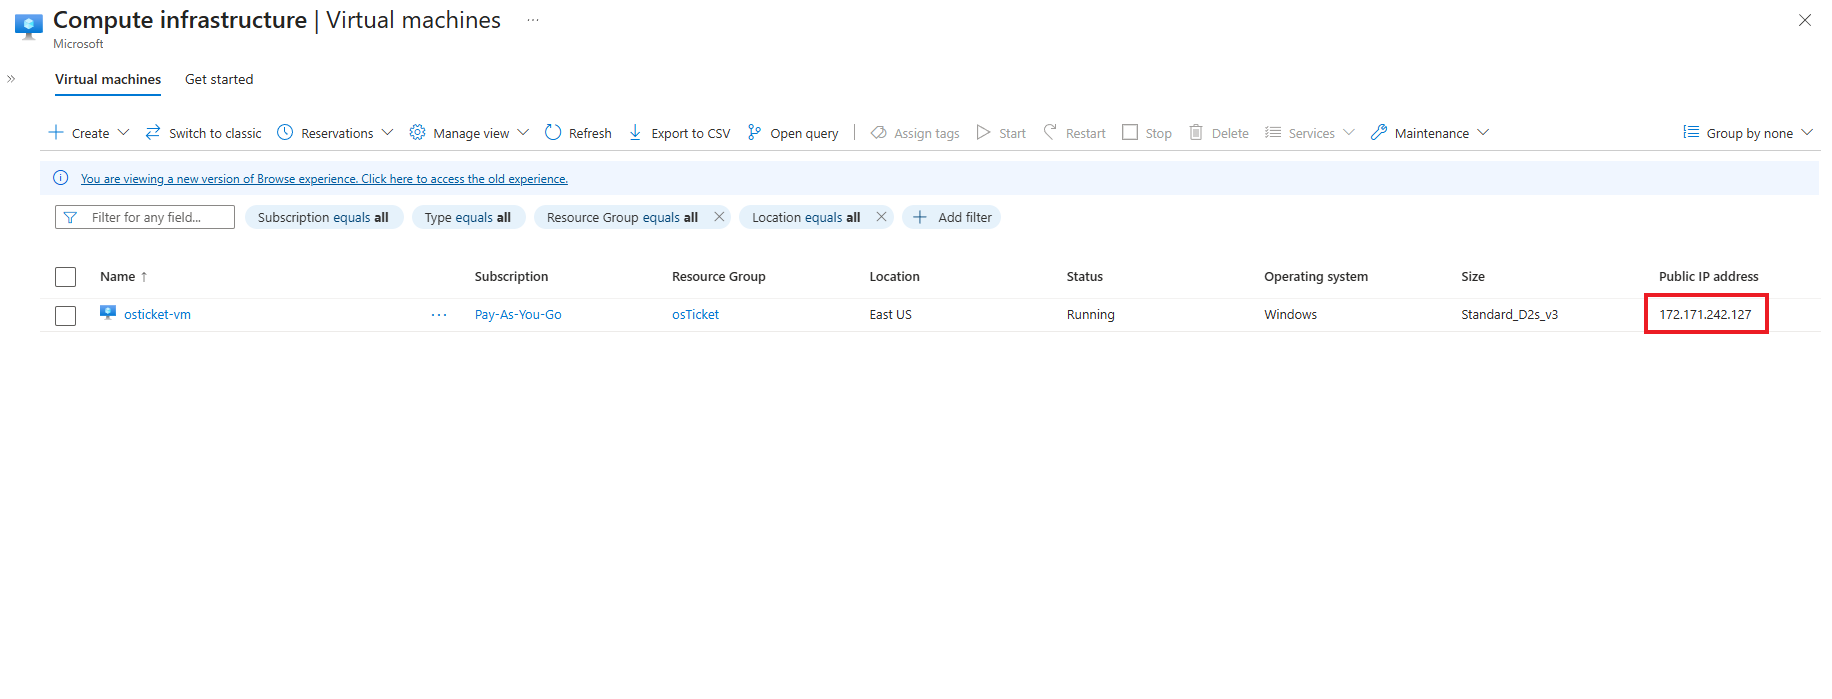 Compute infrastructure | Virtual machines ...
Microsoft
Virtual machines Get started
Create Switch to classic Reservations Manage view Refresh Export to CSV Open query Assign tags Start Restart Stop Delete Services Maintenance Group by none
You are viewing a new version of Browse experience. Click here to access the old experience.
Filter for any field... Subscription equals all Type equals all Resource Group equals all Location equals all Add filter
Name ↑ Subscription Resource Group Location Status Operating system Size Public IP address
osticket-vm ... Pay-As-You-Go osTicket East US Running Windows Standard_D2s_v3 172.171.242.127